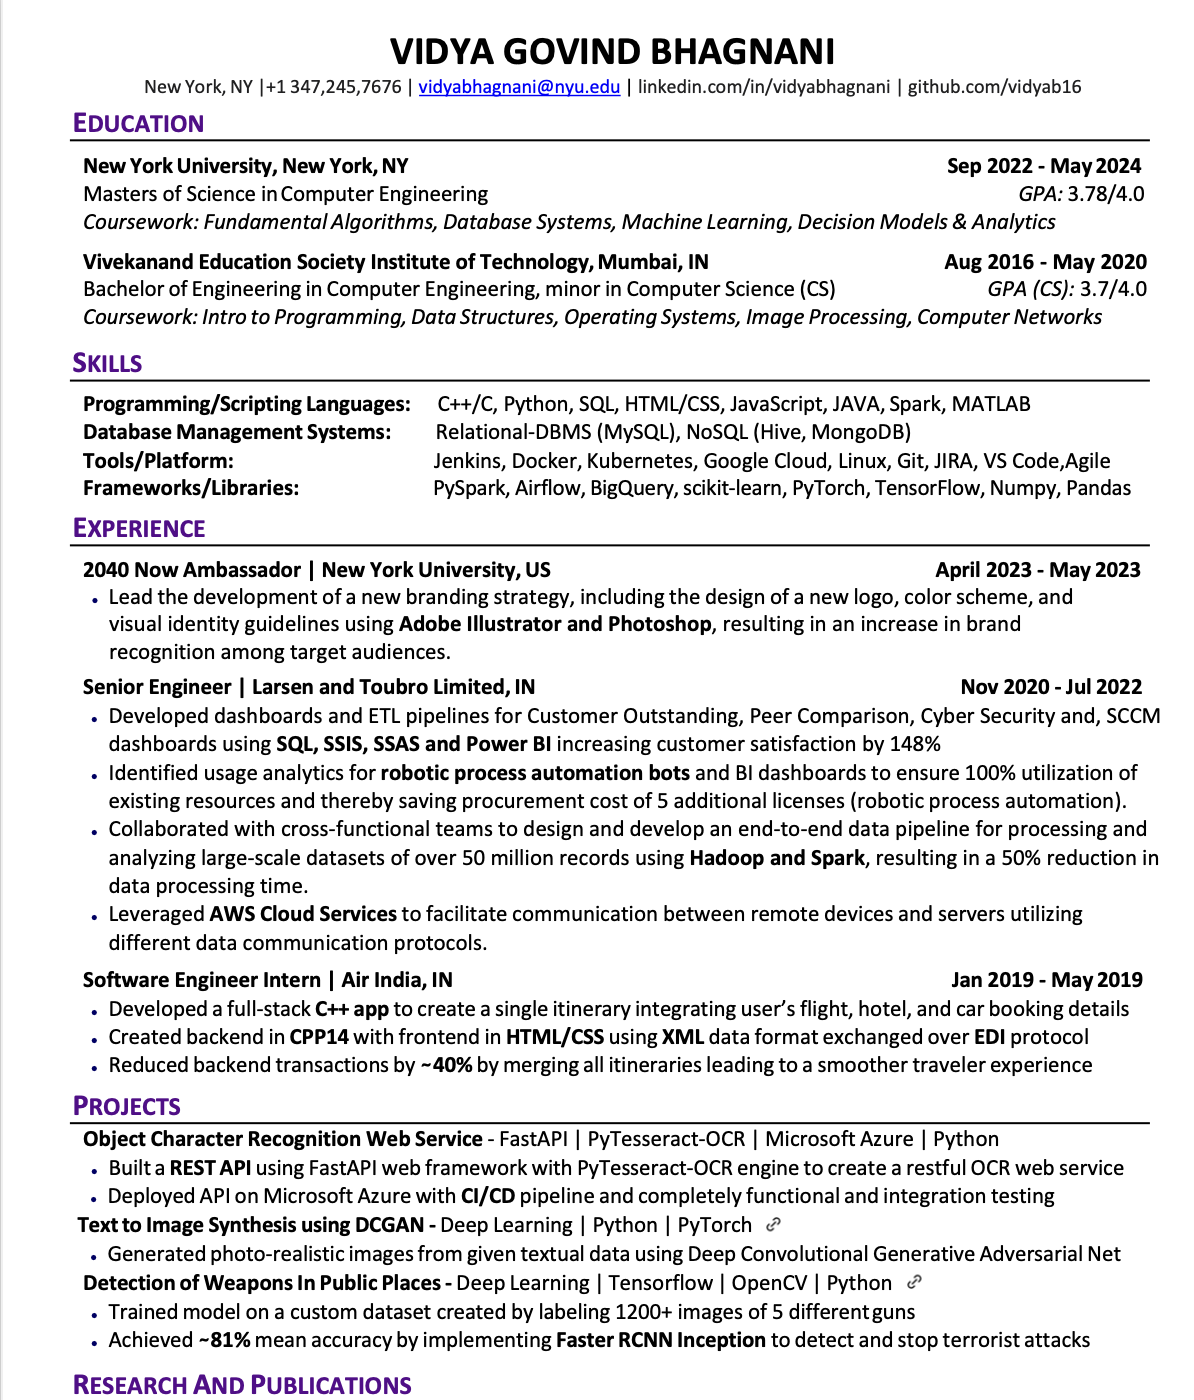 VIDYA GOVIND BHAGNANI
New York, NY |+1 347,245,7676 | vidyabhagnani@nyu.edu | linkedin.com/in/vidyabhagnani | github.com/vidyab16
EDUCATION
New York University, New York, NY Sep 2022 - May 2024
Masters of Science in Computer Engineering GPA: 3.78/4.0
Coursework: Fundamental Algorithms, Database Systems, Machine Learning, Decision Models & Analytics
Vivekanand Education Society Institute of Technology, Mumbai, IN Aug 2016 - May 2020
Bachelor of Engineering in Computer Engineering, minor in Computer Science (CS) GPA (CS): 3.7/4.0
Coursework: Intro to Programming, Data Structures, Operating Systems, Image Processing, Computer Networks
SKILLS
Programming/Scripting Languages: C++/C, Python, SQL, HTML/CSS, JavaScript, JAVA, Spark, MATLAB
Database Management Systems: Relational-DBMS (MySQL), NoSQL (Hive, MongoDB)
Tools/Platform: Jenkins, Docker, Kubernetes, Google Cloud, Linux, Git, JIRA, VS Code,Agile
Frameworks/Libraries: PySpark, Airflow, BigQuery, scikit-learn, PyTorch, TensorFlow, Numpy, Pandas
EXPERIENCE
2040 Now Ambassador | New York University, US April 2023 - May 2023
• Lead the development of a new branding strategy, including the design of a new logo, color scheme, and
visual identity guidelines using Adobe Illustrator and Photoshop, resulting in an increase in brand
recognition among target audiences.
Senior Engineer | Larsen and Toubro Limited, IN Nov 2020 - Jul 2022
• Developed dashboards and ETL pipelines for Customer Outstanding, Peer Comparison, Cyber Security and, SCCM
dashboards using SQL, SSIS, SSAS and Power BI increasing customer satisfaction by 148%
• Identified usage analytics for robotic process automation bots and BI dashboards to ensure 100% utilization of
existing resources and thereby saving procurement cost of 5 additional licenses (robotic process automation).
• Collaborated with cross-functional teams to design and develop an end-to-end data pipeline for processing and
analyzing large-scale datasets of over 50 million records using Hadoop and Spark, resulting in a 50% reduction in
data processing time.
• Leveraged AWS Cloud Services to facilitate communication between remote devices and servers utilizing
different data communication protocols.
Software Engineer Intern | Air India, IN Jan 2019 - May 2019
• Developed a full-stack C++ app to create a single itinerary integrating user’s flight, hotel, and car booking details
• Created backend in CPP14 with frontend in HTML/CSS using XML data format exchanged over EDI protocol
• Reduced backend transactions by ~40% by merging all itineraries leading to a smoother traveler experience
PROJECTS
Object Character Recognition Web Service - FastAPI | PyTesseract-OCR | Microsoft Azure | Python
• Built a REST API using FastAPI web framework with PyTesseract-OCR engine to create a restful OCR web service
• Deployed API on Microsoft Azure with CI/CD pipeline and completely functional and integration testing
Text to Image Synthesis using DCGAN - Deep Learning | Python | PyTorch
• Generated photo-realistic images from given textual data using Deep Convolutional Generative Adversarial Net
Detection of Weapons In Public Places - Deep Learning | Tensorflow | OpenCV | Python
• Trained model on a custom dataset created by labeling 1200+ images of 5 different guns
• Achieved ~81% mean accuracy by implementing Faster RCNN Inception to detect and stop terrorist attacks
RESEARCH AND PUBLICATIONS